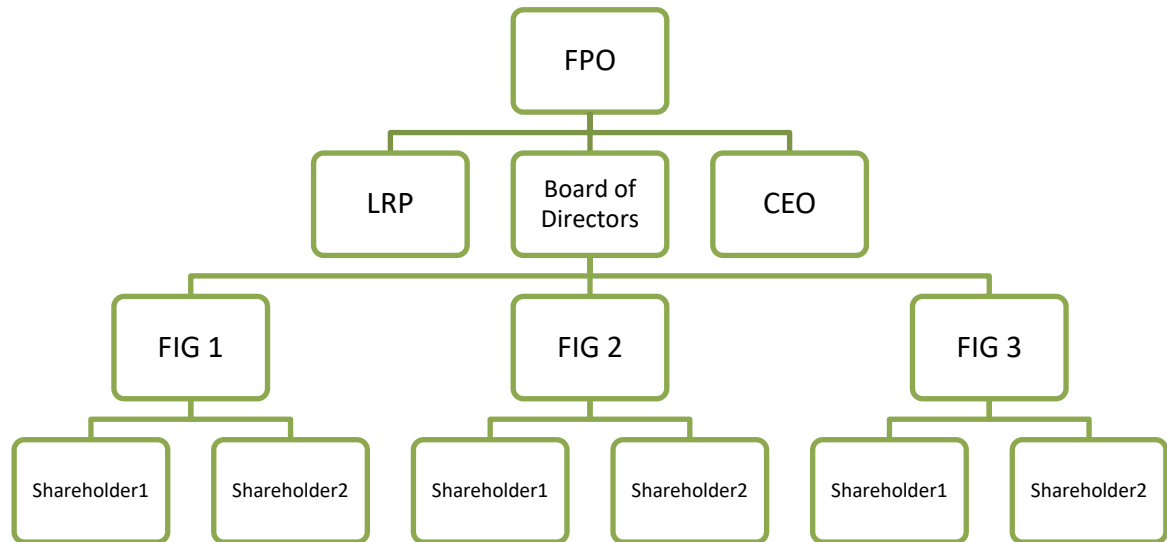 FPO
LRP
Board of
Directors
CEO
FIG 1
FIG 2
FIG 3
Shareholder1
Shareholder2
Shareholder1
Shareholder2
Shareholder1
Shareholder2